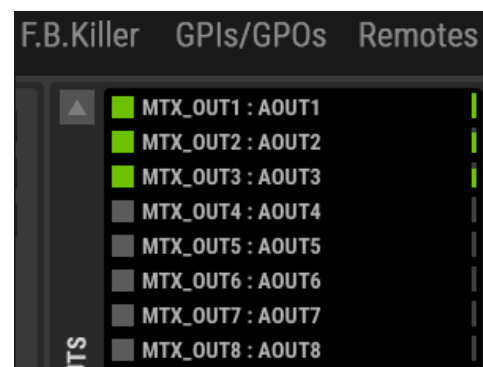 F.B.Killer GPIs/GPOs Remotes
MTX_OUT1 : AOUT1
MTX_OUT2 : AOUT2
MTX_OUT3 : AOUT3
MTX_OUT4 : AOUT4
MTX_OUT5 : AOUT5
MTX_OUT6 : AOUT6
MTX_OUT7 : AOUT7
MTX_OUT8 : AOUT8